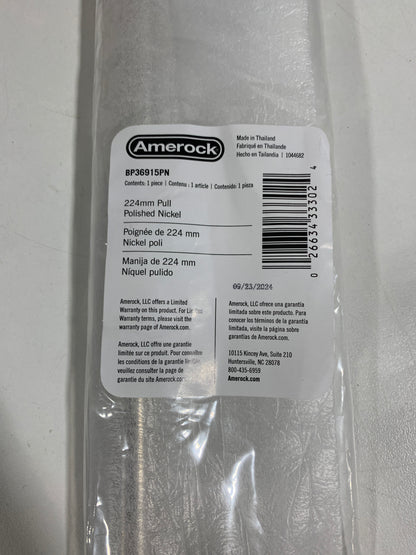 Amerock
Made in Thailand
Fabriqué en Thaïlande
Hecho en Tailandia | 1044682
BP36915PN
Contents: 1 piece | Contenu : 1 article | Contenido: 1 pieza
224mm Pull
Polished Nickel
Poignée de 224 mm
Nickel poli
Manija de 224 mm
Níquel pulido
0 26634 33302 4
09/23/2024
Amerock, LLC offers a Limited
Warranty on this product. For Limited
Warranty terms, please visit the
warranty page of Amerock.com.
Amerock, LLC offre une garantie
limitée sur ce produit. Pour connaître
les conditions de la garantie limitée,
veuillez consulter la page de
garantie du site Amerock.com.
Amerock, LLC ofrece una garantía
limitada sobre este producto. Para
conocer los términos de la garantía
limitada, visite la página sobre
garantías de Amerock.com.
10115 Kincey Ave, Suite 210
Huntersville, NC 28078
800-435-6959
Amerock.com